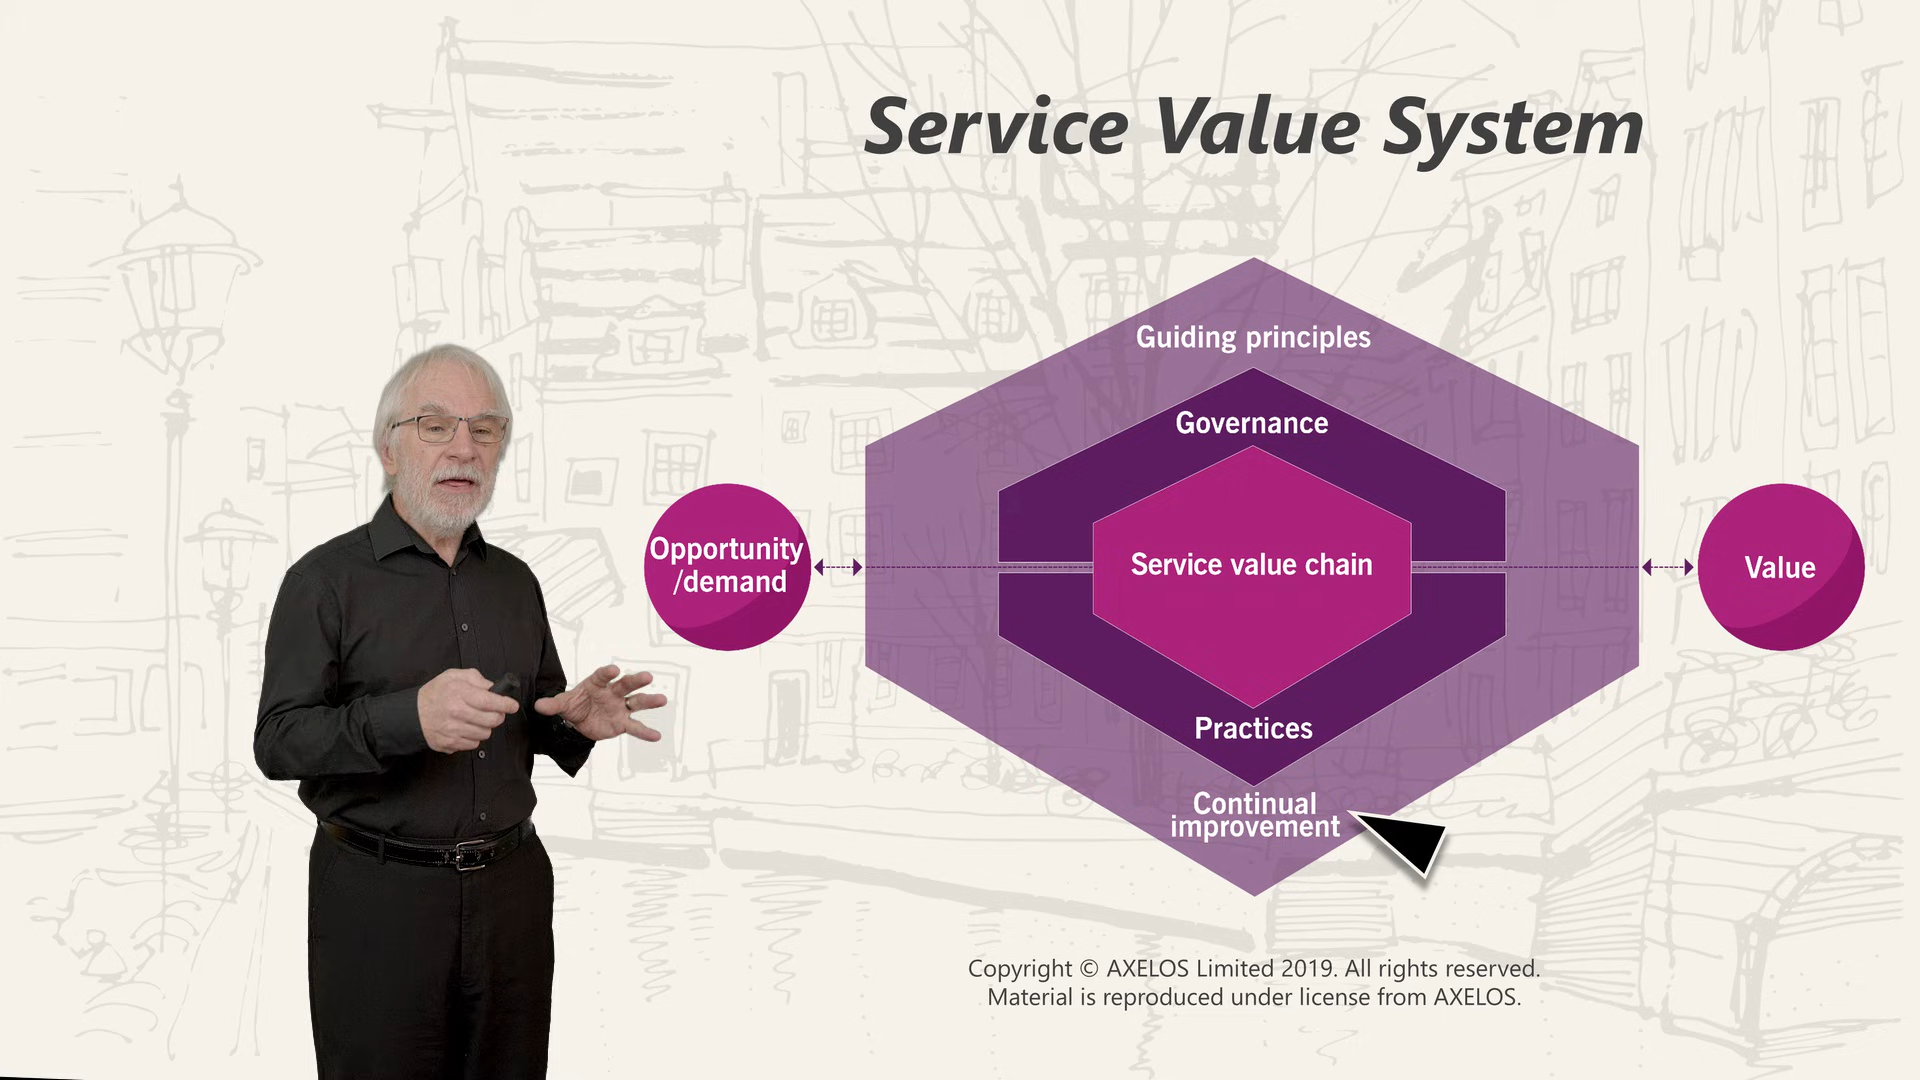 Service Value System
Guiding principles
Governance
Opportunity
/demand
Service value chain
Value
Practices
Continual
improvement
Copyright © AXELOS Limited 2019. All rights reserved.
Material is reproduced under license from AXELOS.